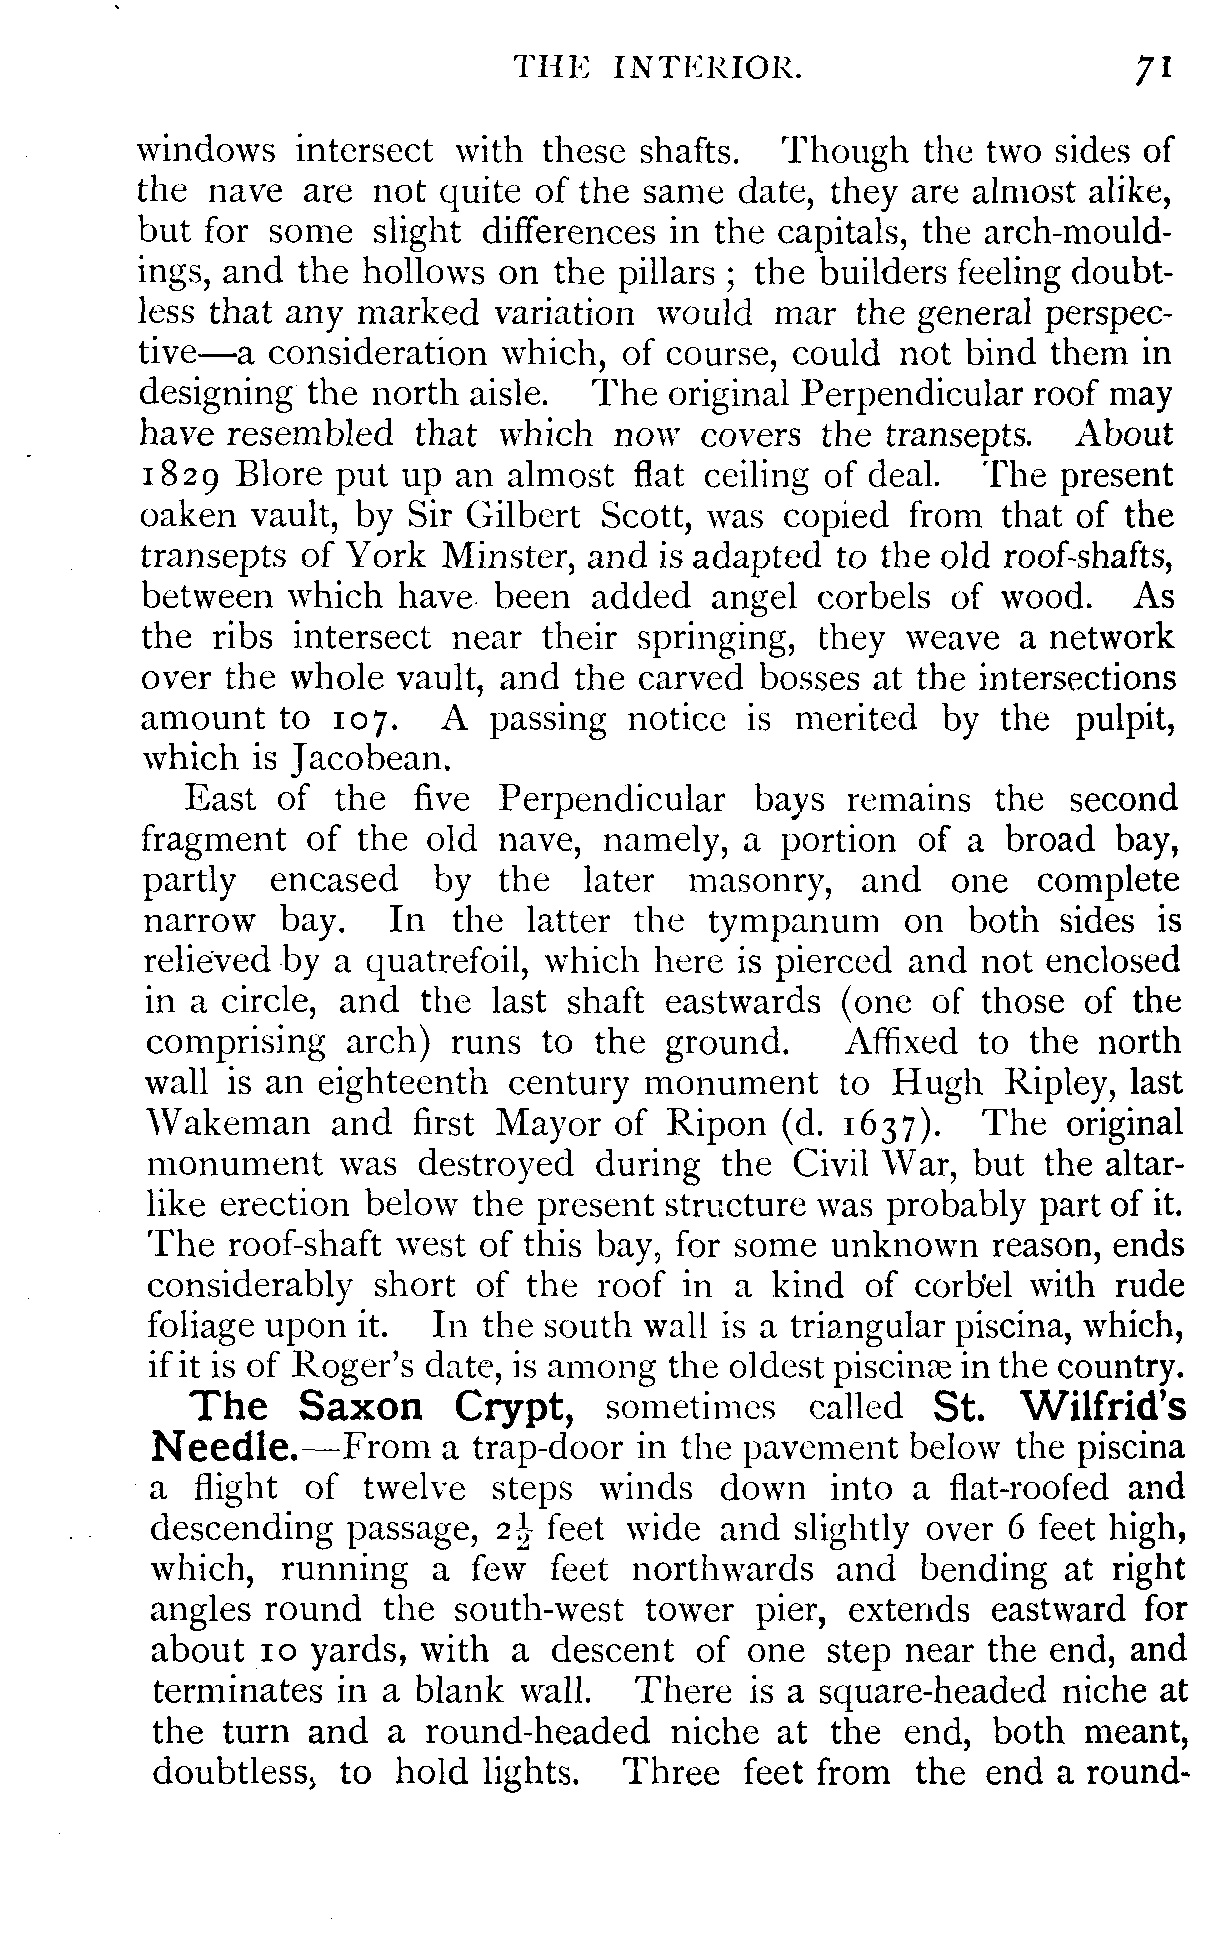 THE INTERIOR. 71
windows intersect with these shafts. Though the two sides of
the nave are not quite of the same date, they are almost alike,
but for some slight differences in the capitals, the arch-mould-
ings, and the hollows on the pillars ; the builders feeling doubt-
less that any marked variation would mar the general perspec-
tive—a consideration which, of course, could not bind them in
designing the north aisle. The original Perpendicular roof may
have resembled that which now covers the transepts. About
1829 Blore put up an almost flat ceiling of deal. The present
oaken vault, by Sir Gilbert Scott, was copied from that of the
transepts of York Minster, and is adapted to the old roof-shafts,
between which have been added angel corbels of wood. As
the ribs intersect near their springing, they weave a network
over the whole vault, and the carved bosses at the intersections
amount to 107. A passing notice is merited by the pulpit,
which is Jacobean.
East of the five Perpendicular bays remains the second
fragment of the old nave, namely, a portion of a broad bay,
partly encased by the later masonry, and one complete
narrow bay. In the latter the tympanum on both sides is
relieved by a quatrefoil, which here is pierced and not enclosed
in a circle, and the last shaft eastwards (one of those of the
comprising arch) runs to the ground. Affixed to the north
wall is an eighteenth century monument to Hugh Ripley, last
Wakeman and first Mayor of Ripon (d. 1637). The original
monument was destroyed during the Civil War, but the altar-
like erection below the present structure was probably part of it.
The roof-shaft west of this bay, for some unknown reason, ends
considerably short of the roof in a kind of corbel with rude
foliage upon it. In the south wall is a triangular piscina, which,
if it is of Roger's date, is among the oldest piscinæ in the country.
The Saxon Crypt, sometimes called St. Wilfrid's
Needle.—From a trap-door in the pavement below the piscina
a flight of twelve steps winds down into a flat-roofed and
descending passage, 2½ feet wide and slightly over 6 feet high,
which, running a few feet northwards and bending at right
angles round the south-west tower pier, extends eastward for
about 10 yards, with a descent of one step near the end, and
terminates in a blank wall. There is a square-headed niche at
the turn and a round-headed niche at the end, both meant,
doubtless, to hold lights. Three feet from the end a round-